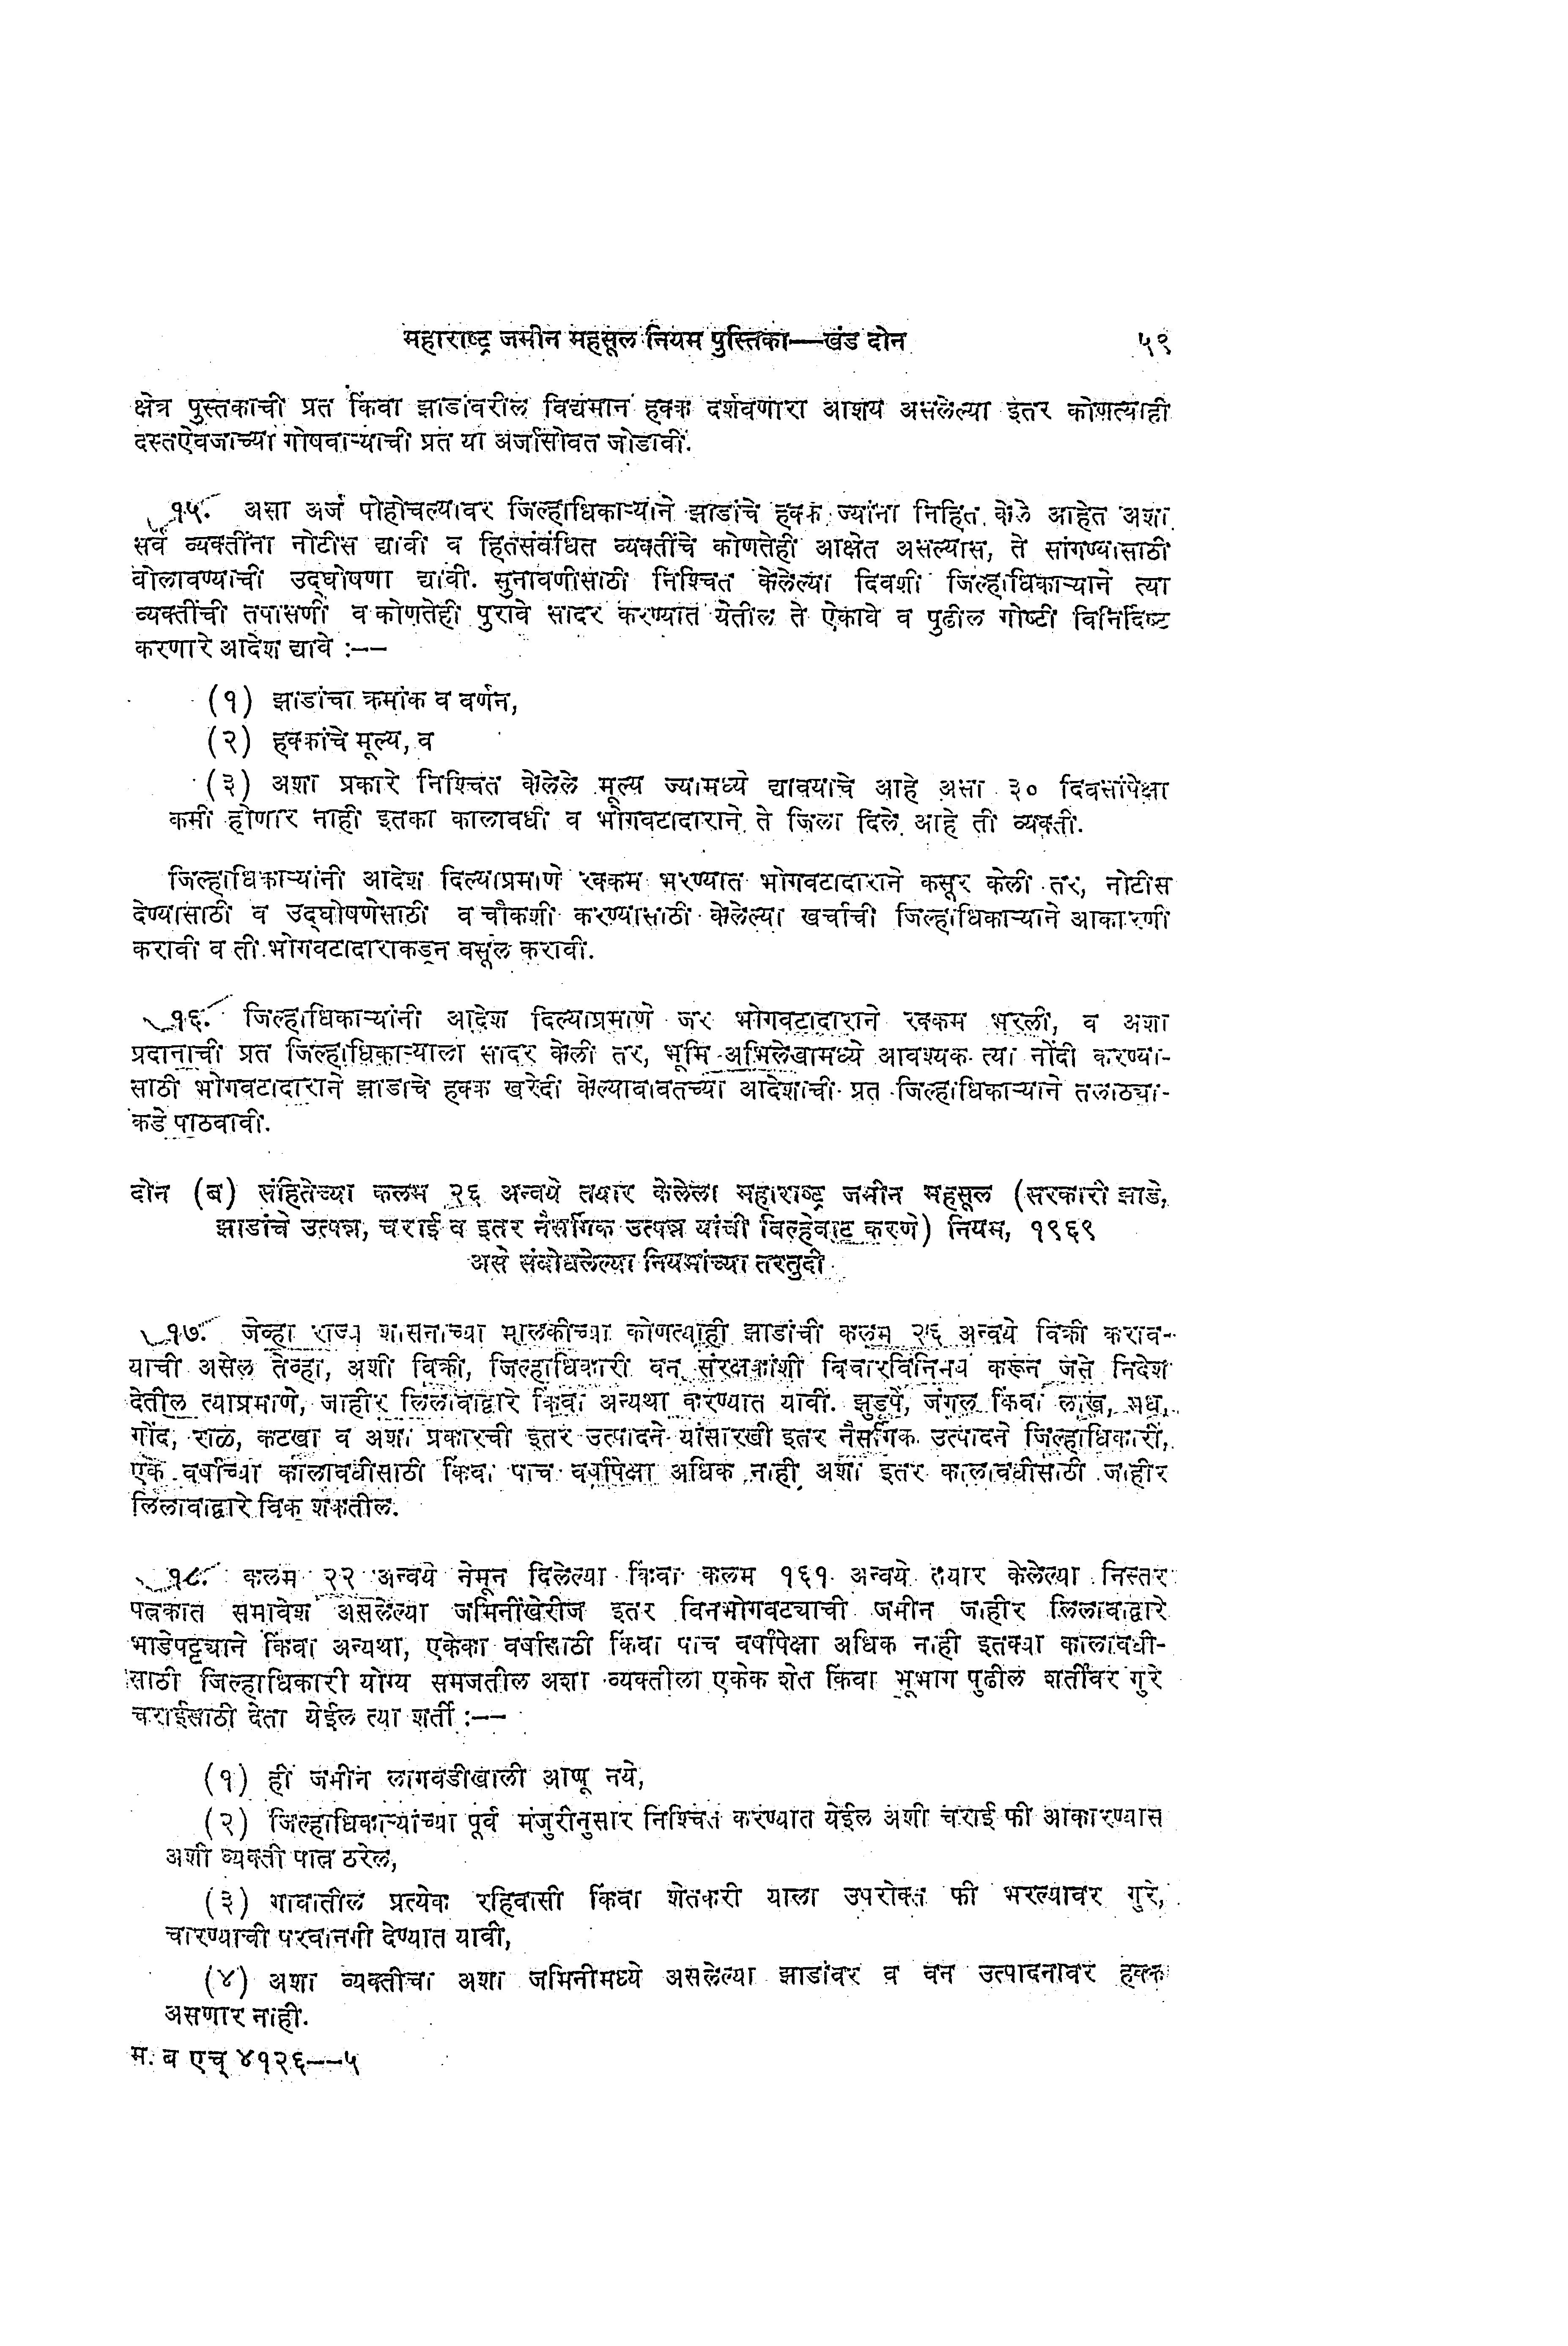 महाराष्ट्र जमीन महसूल नियम पुस्तिका—खंड दोन ५९
क्षेत्र पुस्तकाची प्रत किंवा झाडांवरील विद्यमान हक्क दर्शवणारा आशय असलेल्या इतर कोणत्याही
दस्तऐवजाच्या गोषवाऱ्याची प्रत या अर्जासोबत जोडावी.
१५. असा अर्ज पोहोचल्यावर जिल्हाधिकाऱ्याने झाडांचे हक्क ज्यांना निहित केले आहेत अशा
सर्व व्यक्तींना नोटीस द्यावी व हितसंबंधित व्यक्तींचे कोणतेही आक्षेत असल्यास, ते सांगण्यासाठी
बोलावण्याची उद्‌घोषणा द्यावी. सुनावणीसाठी निश्चित केलेल्या दिवशी जिल्हाधिकाऱ्याने त्या
व्यक्तींची तपासणी व कोणतेही पुरावे सादर करण्यात येतील ते ऐकावे व पुढील गोष्टी विनिर्दिष्ट
करणारे आदेश द्यावे :--
(१) झाडांचा क्रमांक व वर्णन,
(२) हक्कांचे मूल्य, व
(३) अशा प्रकारे निश्चित केलेले मूल्य ज्यामध्ये द्यावयाचे आहे असा ३० दिवसांपेक्षा
कमी होणार नाही इतका कालावधी व भोगवटादाराने ते जिला दिले आहे ती व्यक्ती.
जिल्हाधिकाऱ्यांनी आदेश दिल्याप्रमाणे रक्कम भरण्यात भोगवटादाराने कसूर केली तर, नोटीस
देण्यासाठी व उद्‌घोषणेसाठी व चौकशी करण्यासाठी केलेल्या खर्चाची जिल्हाधिकाऱ्याने आकारणी
करावी व ती भोगवटादाराकडून वसूल करावी.
१६. जिल्हाधिकाऱ्यांनी आदेश दिल्याप्रमाणे जर भोगवटादाराने रक्कम भरली, व अशा
प्रदानाची प्रत जिल्हाधिकाऱ्याला सादर केली तर, भूमि अभिलेखामध्ये आवश्यक त्या नोंदी करण्या-
साठी भोगवटादाराने झाडाचे हक्क खरेदी केल्याबाबतच्या आदेशाची प्रत जिल्हाधिकाऱ्याने तलाठ्या-
कडे पाठवावी.
दोन (ब) संहितेच्या कलम २६ अन्वये तयार केलेला महाराष्ट्र जमीन महसूल (सरकारी झाडे,
झाडांचे उत्पन्न, चराई व इतर नैसर्गिक उत्पन्न यांची विल्हेवाट करणे) नियम, १९६९
असे संबोधलेल्या नियमांच्या तरतुदी
१७. जेव्हा राज्य शासनाच्या मालकीच्या कोणत्याही झाडांची कलम २६ अन्वये विक्री कराव-
याची असेल तेव्हा, अशी विक्री, जिल्हाधिकारी वन संरक्षकांशी विचारविनिमय करून जसे निदेश
देतील त्याप्रमाणे, जाहीर लिलावाद्वारे किंवा अन्यथा करण्यात यावी. झुडपे, जंगल किंवा लाख, मध,
गोंद, राळ, कटखा व अशा प्रकारची इतर उत्पादने यांसारखी इतर नैसर्गिक उत्पादने जिल्हाधिकारी,
एक वर्षाच्या कालावधीसाठी किंवा पाच वर्षापेक्षा अधिक नाही अशा इतर कालावधीसाठी जाहीर
लिलावाद्वारे विकू शकतील.
१८. कलम २२ अन्वये नेमून दिलेल्या किंवा कलम १६१ अन्वये तयार केलेल्या निस्तर
पत्रकात समावेश असलेल्या जमिनींखेरीज इतर विनभोगवट्याची जमीन जाहीर लिलावाद्वारे
भाडेपट्ट्याने किंवा अन्यथा, एकेका वर्षासाठी किंवा पाच वर्षांपेक्षा अधिक नाही इतक्या कालावधी-
साठी जिल्हाधिकारी योग्य समजतील अशा व्यक्तीला एकेक शेत किंवा भूभाग पुढील शर्तींवर गुरे
चराईसाठी देता येईल त्या शर्ती :--
(१) ही जमीन लागवडीखाली आणू नये,
(२) जिल्हाधिकाऱ्यांच्या पूर्व मंजुरीनुसार निश्चित करण्यात येईल अशी चराई फी आकारण्यास
अशी व्यक्ती पात्र ठरेल,
(३) गावातील प्रत्येक रहिवासी किंवा शेतकरी याला उपरोक्त फी भरल्यावर गुरे,
चारण्याची परवानगी देण्यात यावी,
(४) अशा व्यक्तीचा अशा जमिनीमध्ये असलेल्या झाडांवर व वन उत्पादनावर हक्क
असणार नाही.
म. ब एच् ४१२६--५